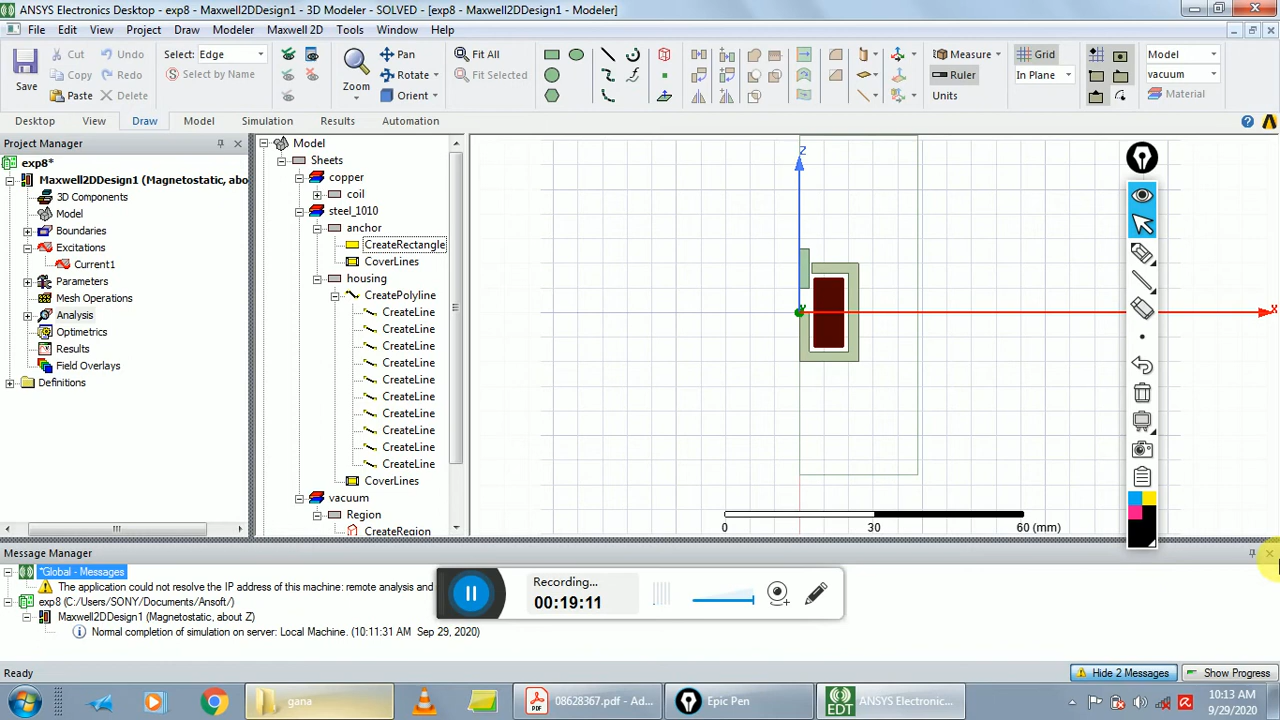 ANSYS Electronics Desktop - exp8 - Maxwell2DDesign1 - 3D Modeler - SOLVED - [exp8 - Maxwell2DDesign1 - Modeler]
File Edit View Project Draw Modeler Maxwell 2D Tools Window Help
Save
Cut
Copy
Paste
Undo
Redo
Delete
Select: Edge
Select by Name
Zoom
Pan
Rotate
Orient
Fit All
Fit Selected
Measure
Ruler
Units
Grid
In Plane
Model
vacuum
Material
Desktop View Draw Model Simulation Results Automation
Project Manager
exp8*
Maxwell2DDesign1 (Magnetostatic, abou
3D Components
Model
Boundaries
Excitations
Current1
Parameters
Mesh Operations
Analysis
Optimetrics
Results
Field Overlays
Definitions
Model
Sheets
copper
coil
steel_1010
anchor
CreateRectangle
CoverLines
housing
CreatePolyline
CreateLine
CreateLine
CreateLine
CreateLine
CreateLine
CreateLine
CreateLine
CreateLine
CreateLine
CreateLine
CoverLines
vacuum
Region
CreateRegion
Z
Y
X
0 30 60 (mm)
Message Manager
*Global - Messages
The application could not resolve the IP address of this machine: remote analysis and
exp8 (C:/Users/SONY/Documents/Ansoft/)
Maxwell2DDesign1 (Magnetostatic, about Z)
Normal completion of simulation on server: Local Machine. (10:11:31 AM Sep 29, 2020)
Recording...
00:19:11
Ready
Hide 2 Messages
Show Progress
gana
PDF
08628367.pdf - Ad...
Epic Pen
EDT
ANSYS Electronic...
10:13 AM
9/29/2020